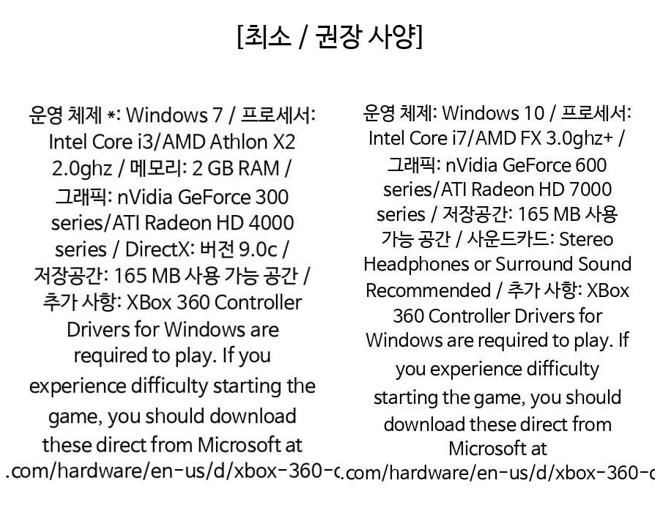 [최소 / 권장 사양]
운영 체제 *: Windows 7 / 프로세서:
Intel Core i3/AMD Athlon X2
2.0ghz / 메모리: 2 GB RAM /
그래픽: nVidia GeForce 300
series/ATI Radeon HD 4000
series / DirectX: 버전 9.0c /
저장공간: 165 MB 사용 가능 공간 /
추가 사항: XBox 360 Controller
Drivers for Windows are
required to play. If you
experience difficulty starting the
game, you should download
these direct from Microsoft at
.com/hardware/en-us/d/xbox-360-c
운영 체제: Windows 10 / 프로세서:
Intel Core i7/AMD FX 3.0ghz+ /
그래픽: nVidia GeForce 600
series/ATI Radeon HD 7000
series / 저장공간: 165 MB 사용
가능 공간 / 사운드카드: Stereo
Headphones or Surround Sound
Recommended / 추가 사항: XBox
360 Controller Drivers for
Windows are required to play. If
you experience difficulty
starting the game, you should
download these direct from
Microsoft at
.com/hardware/en-us/d/xbox-360-c